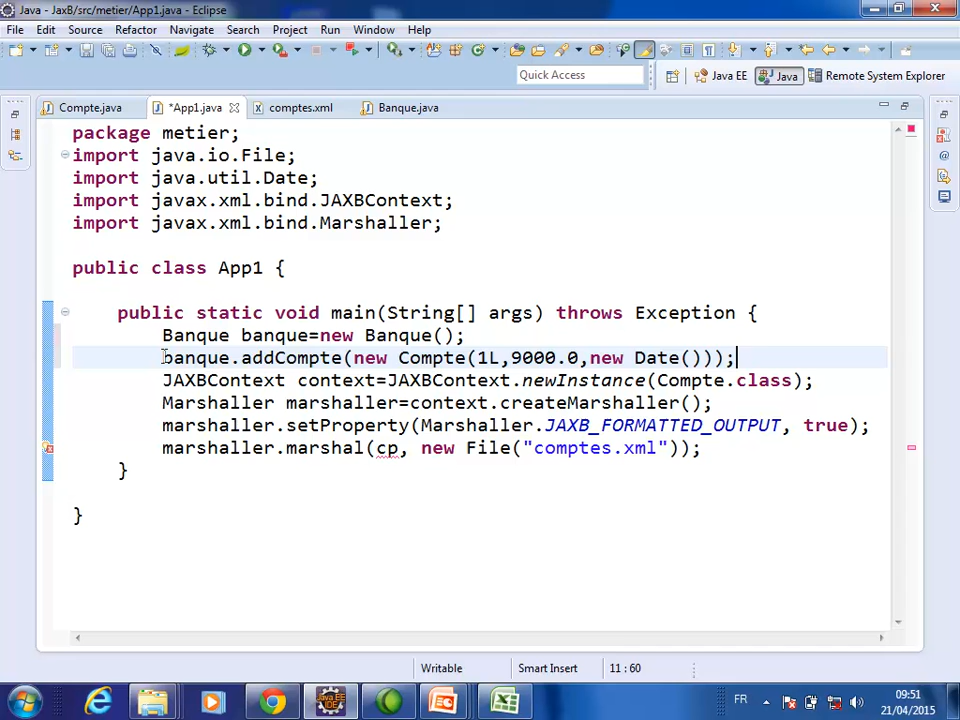 Java - JaxB/src/metier/App1.java - Eclipse
File Edit Source Refactor Navigate Search Project Run Window Help
Quick Access
Java EE Java Remote System Explorer
Compte.java *App1.java comptes.xml Banque.java
package metier;
import java.io.File;
import java.util.Date;
import javax.xml.bind.JAXBContext;
import javax.xml.bind.Marshaller;
public class App1 {
public static void main(String[] args) throws Exception {
Banque banque=new Banque();
banque.addCompte(new Compte(1L,9000.0,new Date()));
JAXBContext context=JAXBContext.newInstance(Compte.class);
Marshaller marshaller=context.createMarshaller();
marshaller.setProperty(Marshaller.JAXB_FORMATTED_OUTPUT, true);
marshaller.marshal(cp, new File("comptes.xml"));
}
}
Writable Smart Insert 11 : 60
FR 09:51
21/04/2015